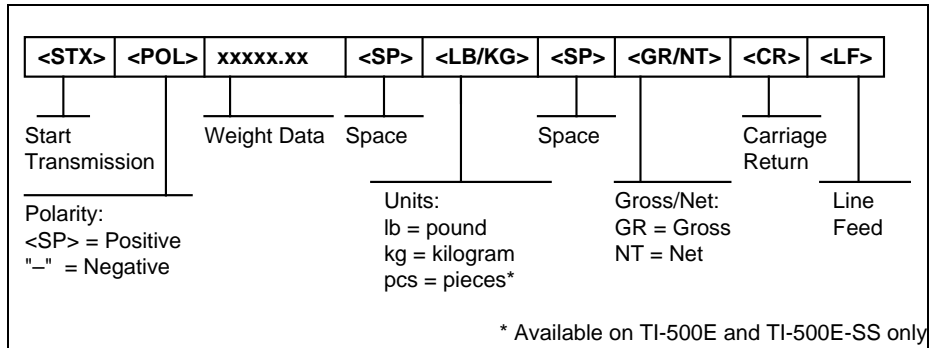 <STX> <POL> xxxxx.xx <SP> <LB/KG> <SP> <GR/NT> <CR> <LF>
Start
Transmission
Weight Data
Space
Space
Carriage
Return
Polarity:
<SP> = Positive
"–" = Negative
Units:
lb = pound
kg = kilogram
pcs = pieces*
Gross/Net:
GR = Gross
NT = Net
Line
Feed
* Available on TI-500E and TI-500E-SS only